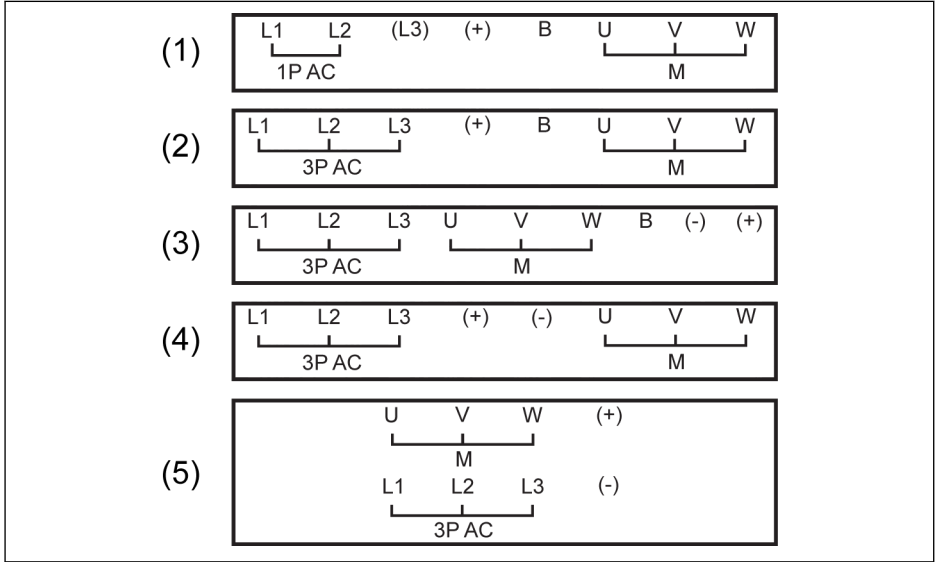 (1)
L1 L2 (L3) (+) B U V W
1P AC M
(2)
L1 L2 L3 (+) B U V W
3P AC M
(3)
L1 L2 L3 U V W B (-) (+)
3P AC M
(4)
L1 L2 L3 (+) (-) U V W
3P AC M
(5)
U V W (+)
M
L1 L2 L3 (-)
3P AC